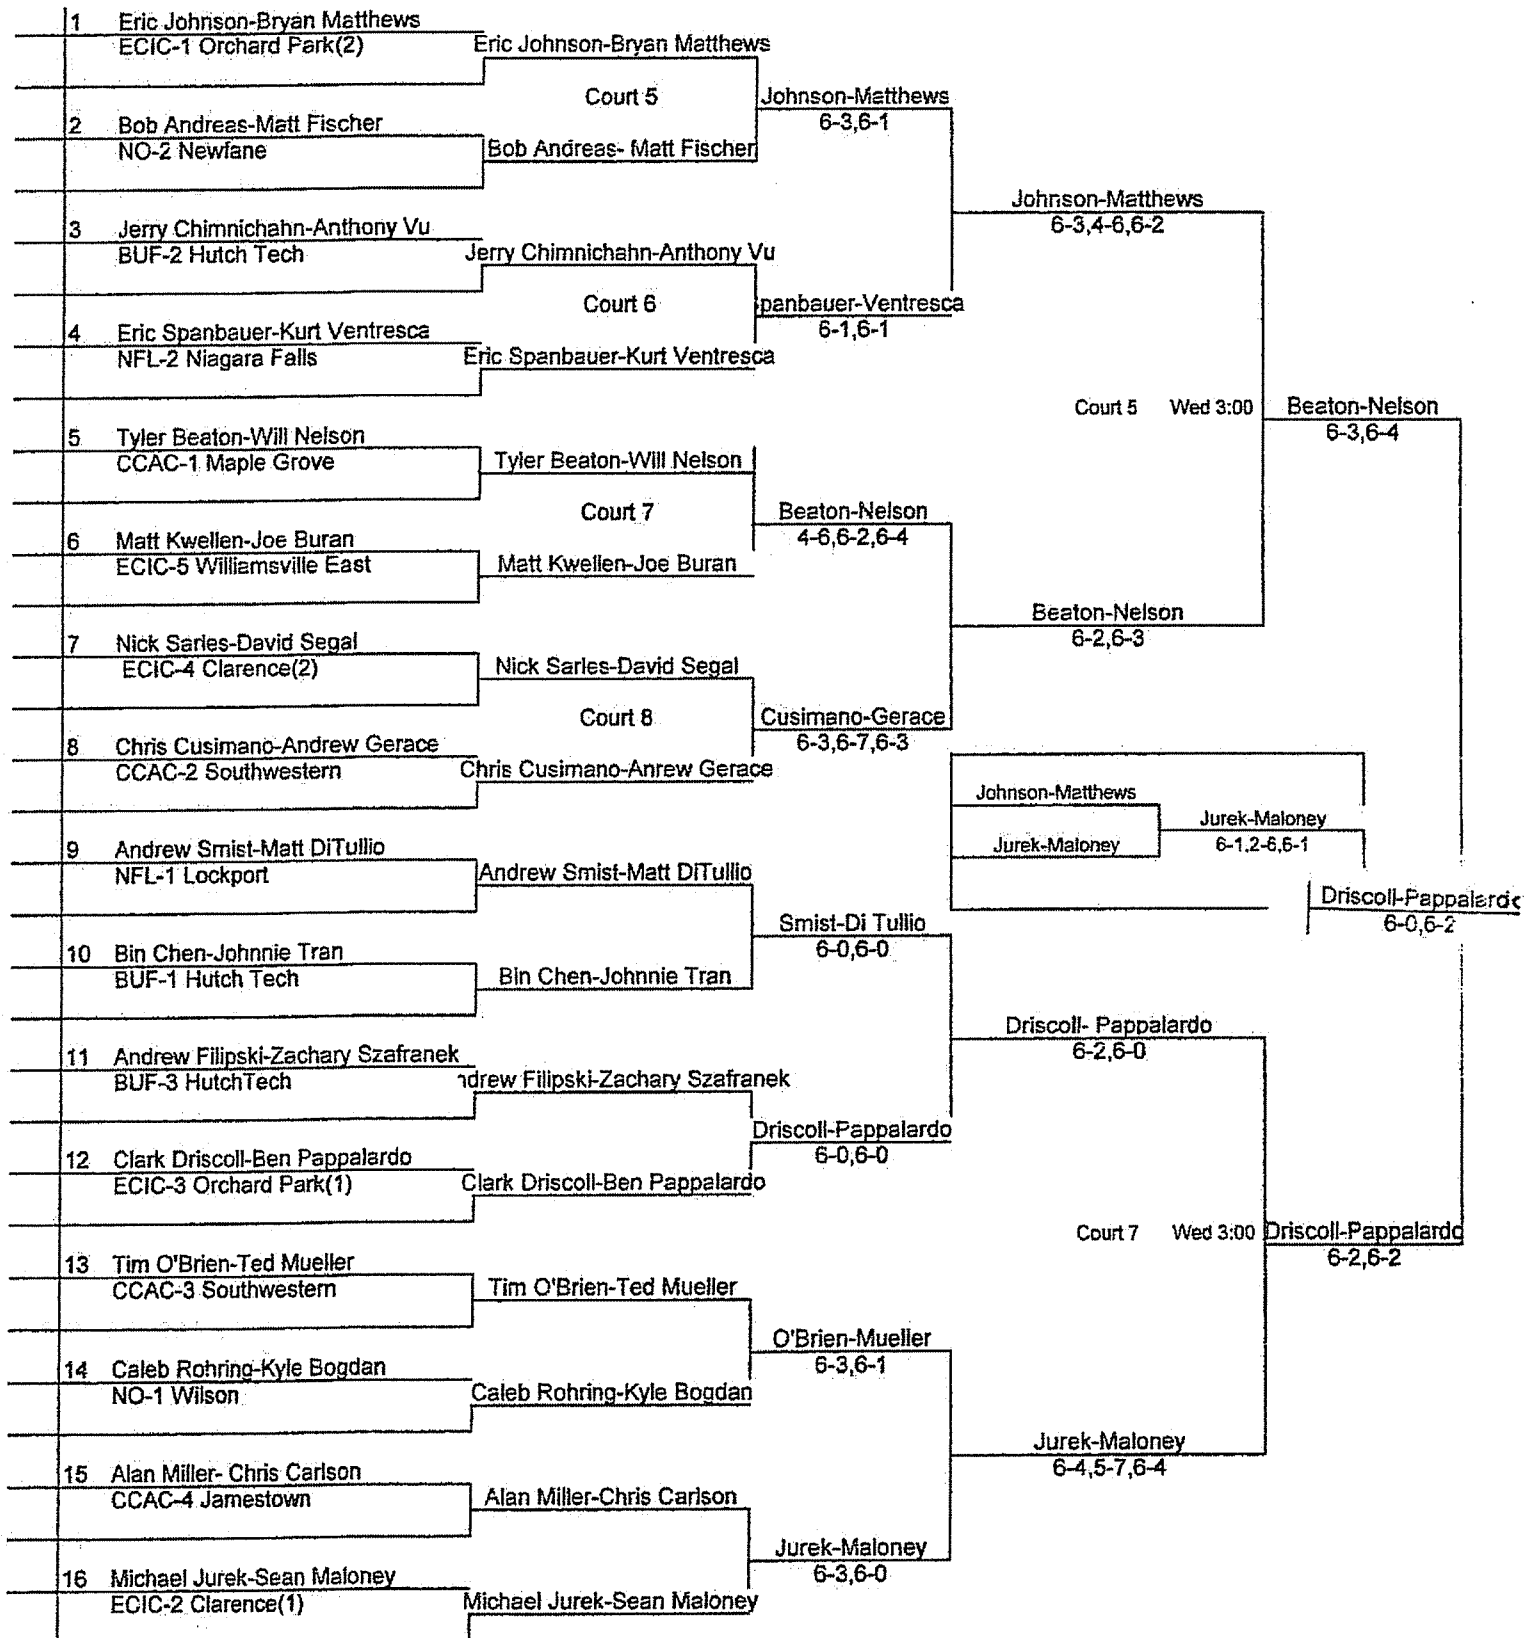 1 Eric Johnson-Bryan Matthews
ECIC-1 Orchard Park(2)
2 Bob Andreas-Matt Fischer
NO-2 Newfane
3 Jerry Chimnichahn-Anthony Vu
BUF-2 Hutch Tech
4 Eric Spanbauer-Kurt Ventresca
NFL-2 Niagara Falls
5 Tyler Beaton-Will Nelson
CCAC-1 Maple Grove
6 Matt Kwellen-Joe Buran
ECIC-5 Williamsville East
7 Nick Sarles-David Segal
ECIC-4 Clarence(2)
8 Chris Cusimano-Andrew Gerace
CCAC-2 Southwestern
9 Andrew Smist-Matt DiTullio
NFL-1 Lockport
10 Bin Chen-Johnnie Tran
BUF-1 Hutch Tech
11 Andrew Filipski-Zachary Szafranek
BUF-3 HutchTech
12 Clark Driscoll-Ben Pappalardo
ECIC-3 Orchard Park(1)
13 Tim O'Brien-Ted Mueller
CCAC-3 Southwestern
14 Caleb Rohring-Kyle Bogdan
NO-1 Wilson
15 Alan Miller- Chris Carlson
CCAC-4 Jamestown
16 Michael Jurek-Sean Maloney
ECIC-2 Clarence(1)
Eric Johnson-Bryan Matthews
Court 5
Bob Andreas- Matt Fischer
Jerry Chimnichahn-Anthony Vu
Court 6
Eric Spanbauer-Kurt Ventresca
Tyler Beaton-Will Nelson
Court 7
Matt Kwellen-Joe Buran
Nick Sarles-David Segal
Court 8
Chris Cusimano-Anrew Gerace
Andrew Smist-Matt DiTullio
Bin Chen-Johnnie Tran
ndrew Filipski-Zachary Szafranek
Clark Driscoll-Ben Pappalardo
Tim O'Brien-Ted Mueller
Caleb Rohring-Kyle Bogdan
Alan Miller-Chris Carlson
Michael Jurek-Sean Maloney
Johnson-Matthews
6-3,6-1
panbauer-Ventresca
6-1,6-1
Beaton-Nelson
4-6,6-2,6-4
Cusimano-Gerace
6-3,6-7,6-3
Smist-Di Tullio
6-0,6-0
Driscoll-Pappalardo
6-0,6-0
O'Brien-Mueller
6-3,6-1
Jurek-Maloney
6-3,6-0
Johnson-Matthews
6-3,4-6,6-2
Court 5 Wed 3:00
Beaton-Nelson
6-2,6-3
Johnson-Matthews
Jurek-Maloney
Jurek-Maloney
6-1,2-6,6-1
Driscoll- Pappalardo
6-2,6-0
Court 7 Wed 3:00
Jurek-Maloney
6-4,5-7,6-4
Beaton-Nelson
6-3,6-4
Driscoll-Pappalardo
6-2,6-2
Driscoll-Pappalardo
6-0,6-2